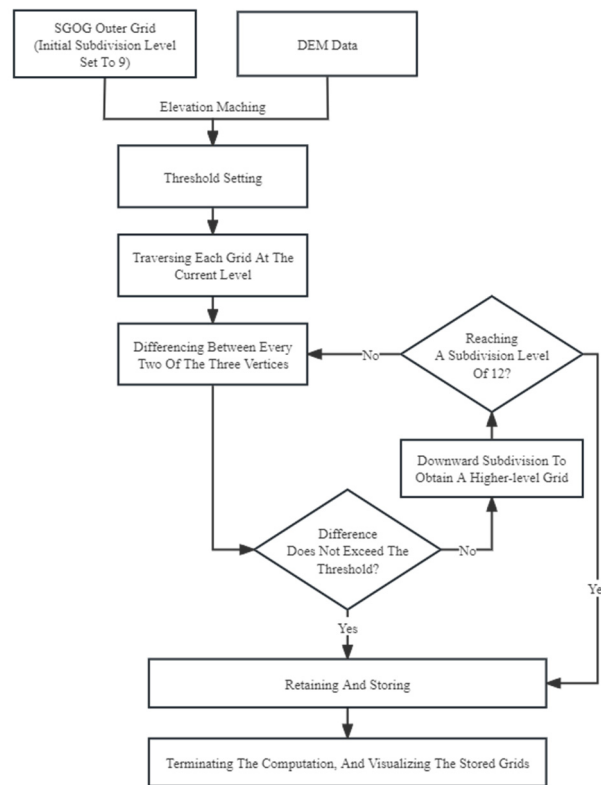 SGOG Outer Grid
(Initial Subdivision Level
Set To 9)
DEM Data
Elevation Maching
Threshold Setting
Traversing Each Grid At The
Current Level
Differencing Between Every
Two Of The Three Vertices
No
Reaching
A Subdivision Level
Of 12?
Downward Subdivision To
Obtain A Higher-level Grid
Difference
Does Not Exceed The
Threshold?
No
Ye
Yes
Retaining And Storing
Terminating The Computation, And Visualizing The Stored Grids